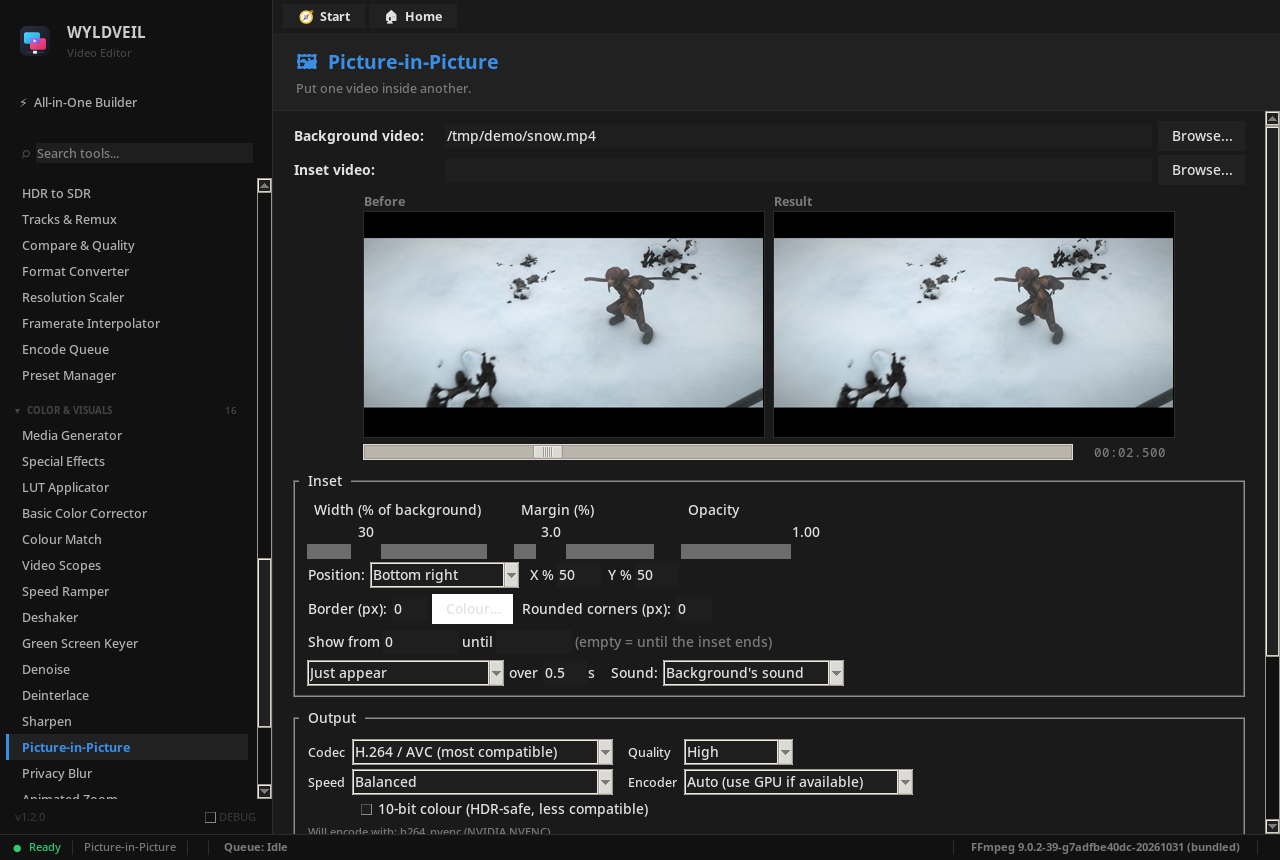 WYLDVEIL
Video Editor
⚡ All-in-One Builder
Search tools...
HDR to SDR
Tracks & Remux
Compare & Quality
Format Converter
Resolution Scaler
Framerate Interpolator
Encode Queue
Preset Manager
COLOR & VISUALS 16
Media Generator
Special Effects
LUT Applicator
Basic Color Corrector
Colour Match
Video Scopes
Speed Ramper
Deshaker
Green Screen Keyer
Denoise
Deinterlace
Sharpen
Picture-in-Picture
Privacy Blur
Animated Zoom
v1.2.0 DEBUG
Start Home
Picture-in-Picture
Put one video inside another.
Background video: /tmp/demo/snow.mp4 Browse...
Inset video: Browse...
Before Result
00:02.500
Inset
Width (% of background) Margin (%) Opacity
30 3.0 1.00
Position: Bottom right X % 50 Y % 50
Border (px): 0 Colour... Rounded corners (px): 0
Show from 0 until (empty = until the inset ends)
Just appear over 0.5 s Sound: Background's sound
Output
Codec H.264 / AVC (most compatible) Quality High
Speed Balanced Encoder Auto (use GPU if available)
10-bit colour (HDR-safe, less compatible)
Will encode with: h264_nvenc (NVIDIA NVENC)
Ready Picture-in-Picture Queue: Idle FFmpeg 9.0.2-39-g7adfbe40dc-20261031 (bundled)